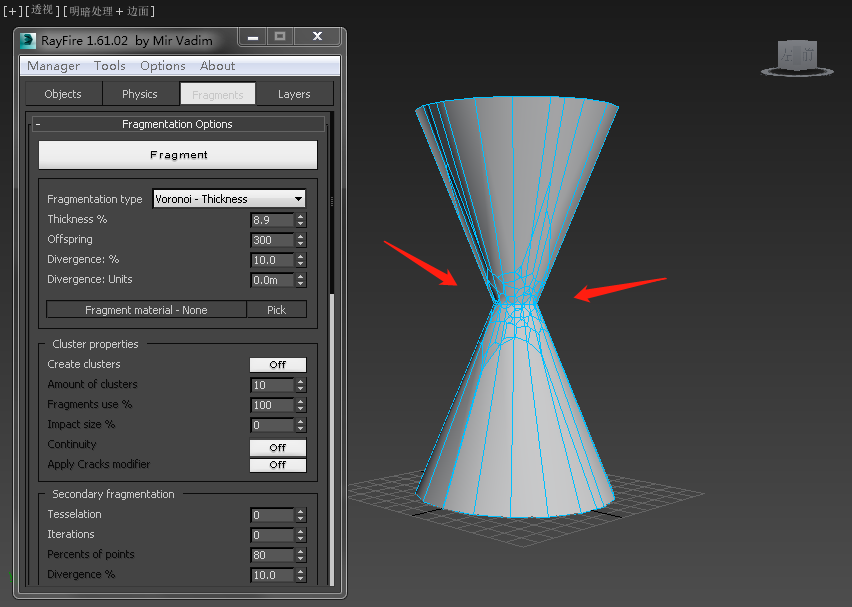 [+][透视][明暗处理 + 边面]
RayFire 1.61.02 by Mir Vadim
Manager Tools Options About
Objects Physics Fragments Layers
- Fragmentation Options
Fragment
Fragmentation type Voronoi - Thickness
Thickness % 8.9
Offspring 300
Divergence: % 10.0
Divergence: Units 0.0m
Fragment material - None Pick
Cluster properties
Create clusters Off
Amount of clusters 10
Fragments use % 100
Impact size % 0
Continuity Off
Apply Cracks modifier Off
Secondary fragmentation
Tesselation 0
Iterations 0
Percents of points 80
Divergence % 10.0
左 前